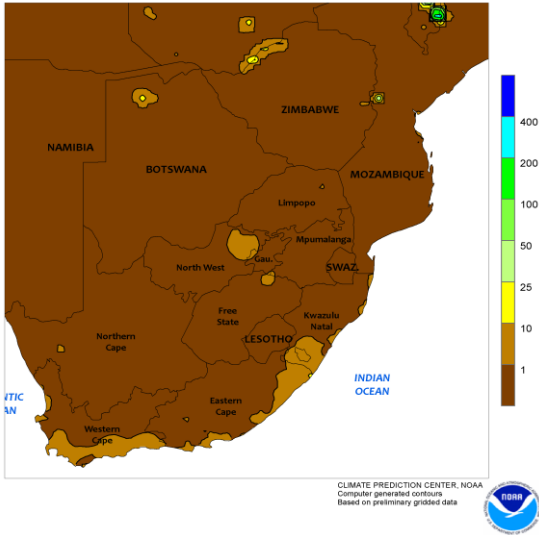 ZIMBABWE
NAMIBIA
BOTSWANA
MOZAMBIQUE
Limpopo
Mpumalanga
Gau.
North West
SWAZ.
Free
State
Kwazulu
Natal
LESOTHO
Northern
Cape
Eastern
Cape
Western
Cape
NTIC
AN
INDIAN
OCEAN
400
200
100
50
25
10
1
CLIMATE PREDICTION CENTER, NOAA
Computer generated contours
Based on preliminary gridded data
NOAA